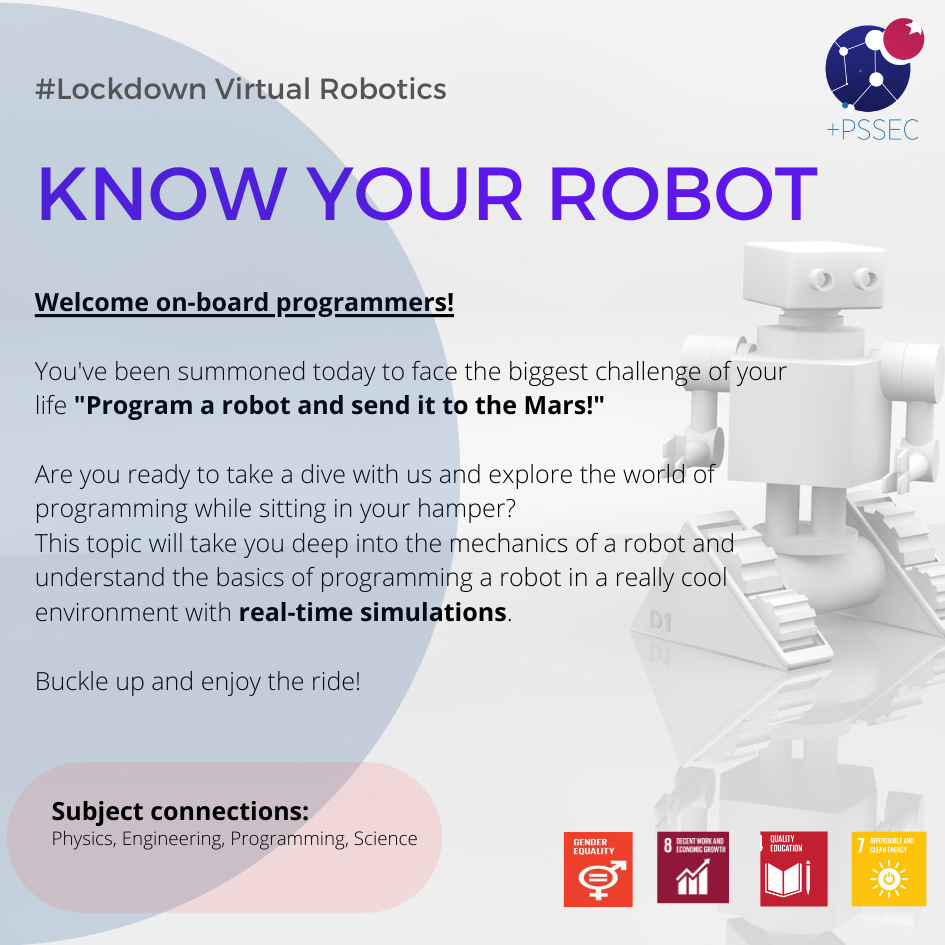 #Lockdown Virtual Robotics
+PSSEC
KNOW YOUR ROBOT
Welcome on-board programmers!
You've been summoned today to face the biggest challenge of your
life "Program a robot and send it to the Mars!"
Are you ready to take a dive with us and explore the world of
programming while sitting in your hamper?
This topic will take you deep into the mechanics of a robot and
understand the basics of programming a robot in a really cool
environment with real-time simulations.
D1
Buckle up and enjoy the ride!
Subject connections:
Physics, Engineering, Programming, Science
GENDER
EQUALITY
8 DECENT WORK AND
ECONOMIC GROWTH
QUALITY
EDUCATION
7 AFFORDABLE AND
CLEAN ENERGY